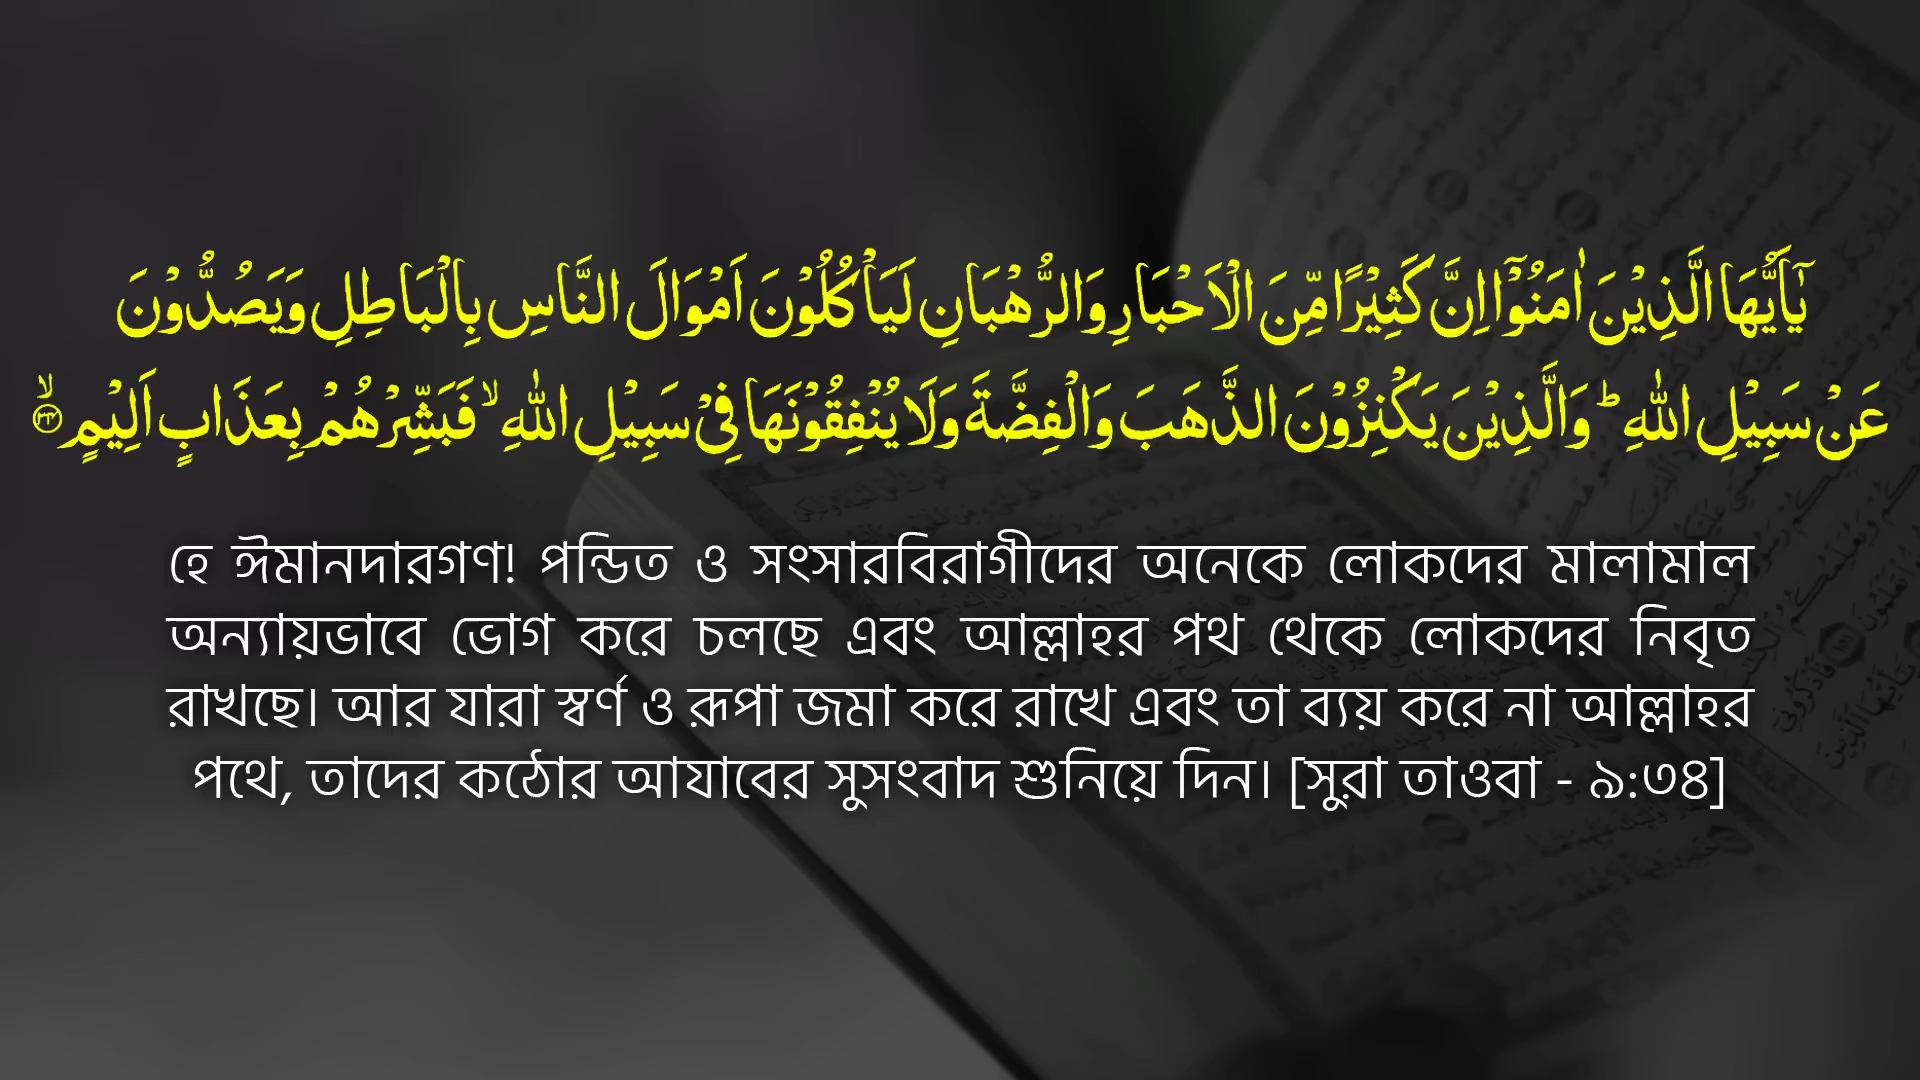 يٰٓاَيُّهَا الَّذِيْنَ اٰمَنُوْٓا اِنَّ كَثِيْرًا مِّنَ الْاَحْبَارِ وَالرُّهْبَانِ لَيَاْكُلُوْنَ اَمْوَالَ النَّاسِ بِالْبَاطِلِ وَيَصُدُّوْنَ
عَنْ سَبِيْلِ اللّٰهِ ؕ وَالَّذِيْنَ يَكْنِزُوْنَ الذَّهَبَ وَالْفِضَّةَ وَلَا يُنْفِقُوْنَهَا فِيْ سَبِيْلِ اللّٰهِ ۙ فَبَشِّرْهُمْ بِعَذَابٍ اَلِيْمٍ ۙ
হে ঈমানদারগণ! পন্ডিত ও সংসারবিরাগীদের অনেকে লোকদের মালামাল
অন্যায়ভাবে ভোগ করে চলছে এবং আল্লাহর পথ থেকে লোকদের নিবৃত
রাখছে। আর যারা স্বর্ণ ও রূপা জমা করে রাখে এবং তা ব্যয় করে না আল্লাহর
পথে, তাদের কঠোর আযাবের সুসংবাদ শুনিয়ে দিন। [সুরা তাওবা - ৯:৩৪]